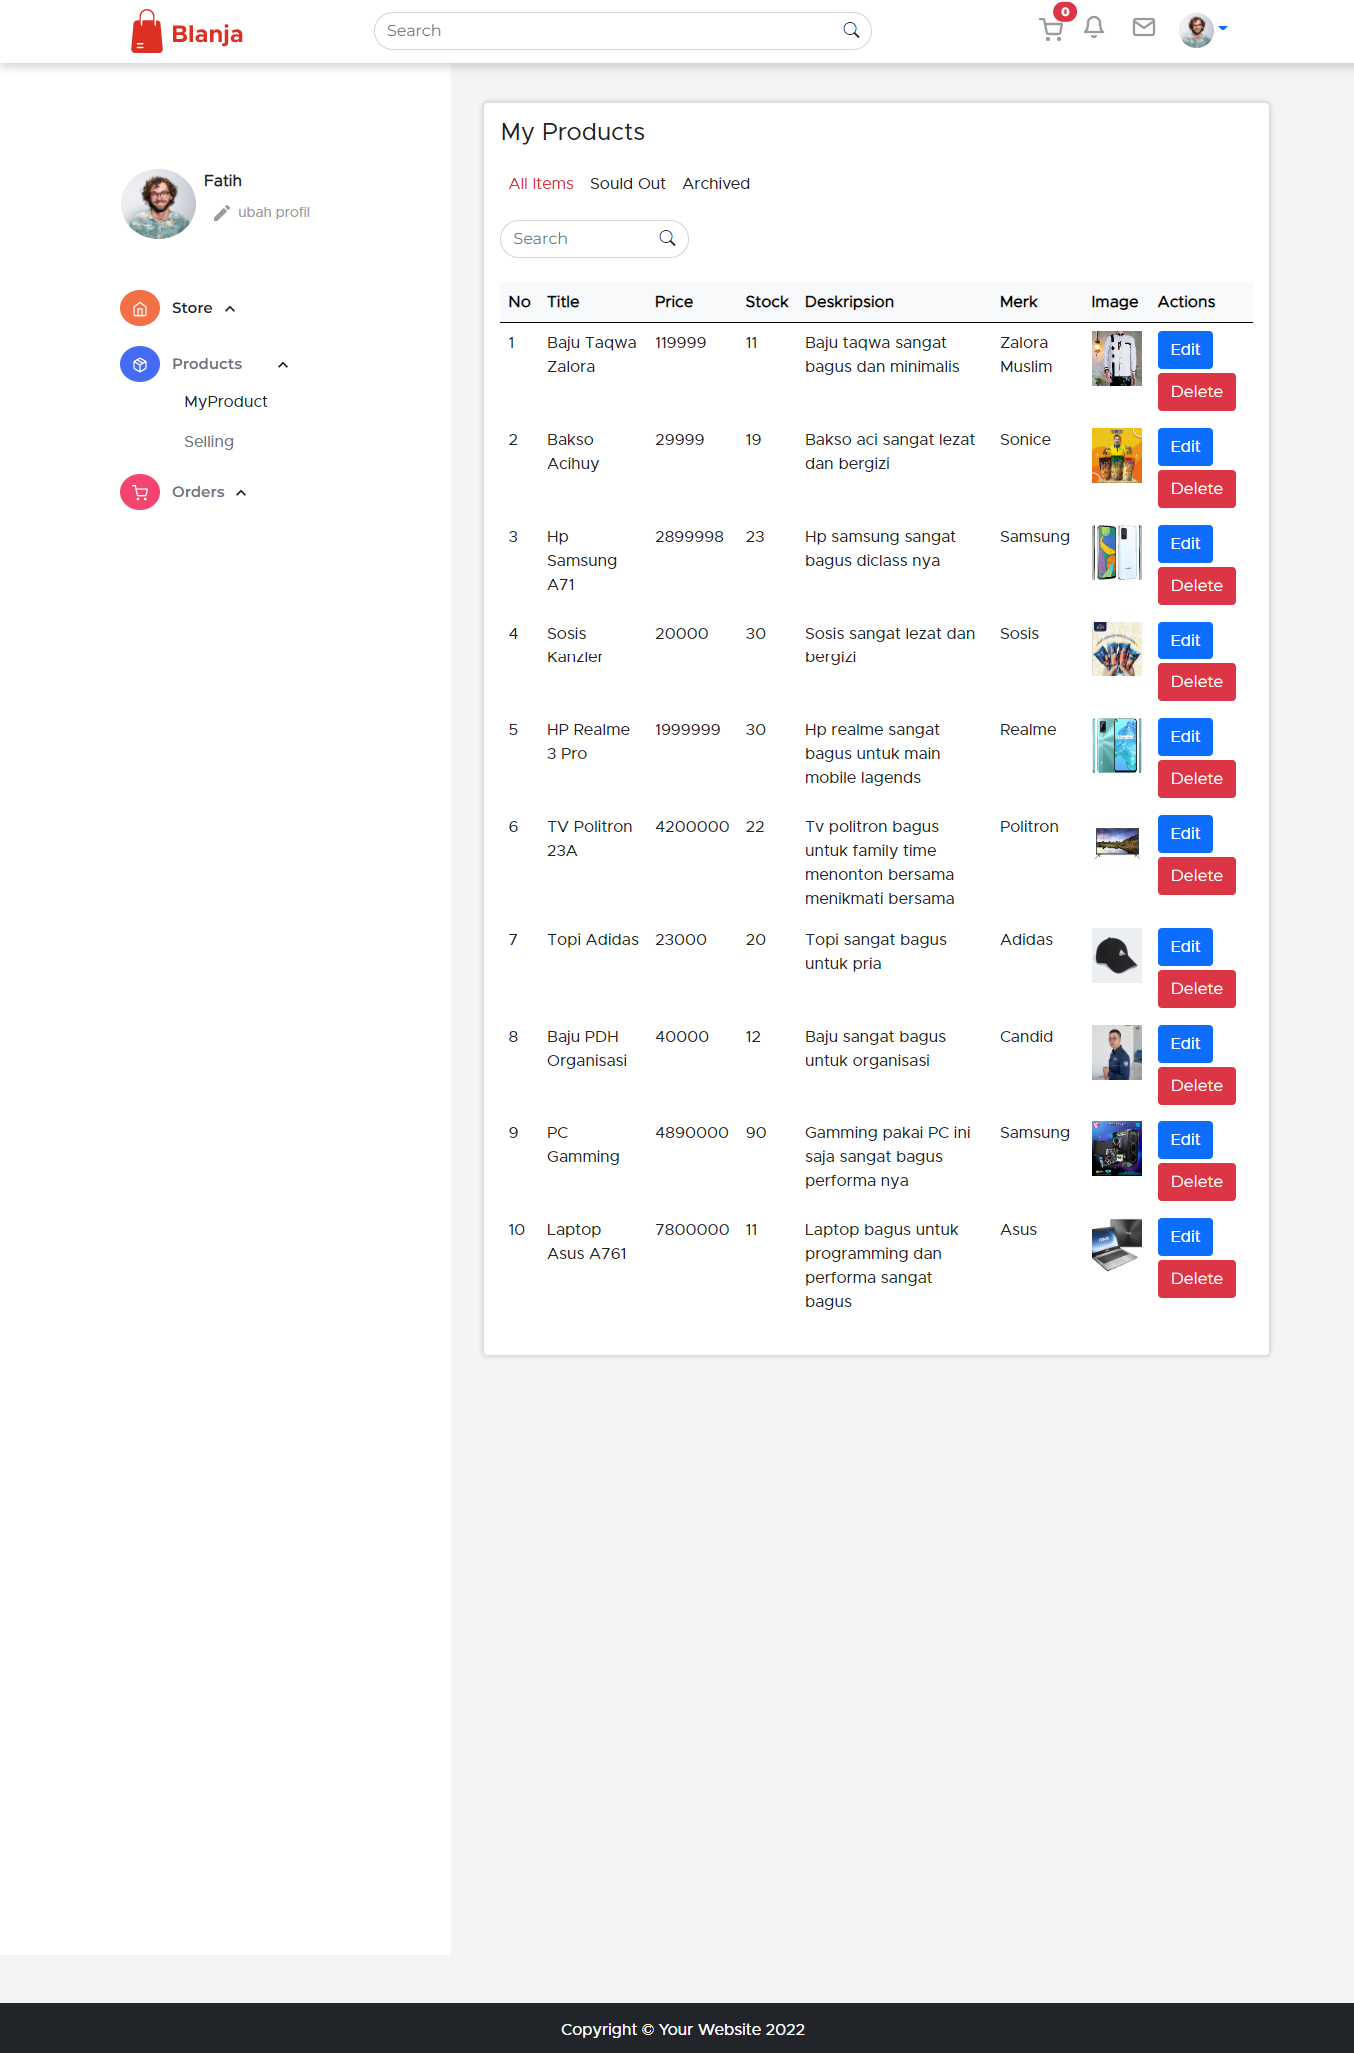 Blanja
Search
0
Fatih
ubah profil
Store
Products
MyProduct
Selling
Orders
My Products
All Items Sould Out Archived
Search
No Title Price Stock Deskripsion Merk Image Actions
1 Baju Taqwa 119999 11 Baju taqwa sangat Zalora Edit
Zalora bagus dan minimalis Muslim
Delete
2 Bakso 29999 19 Bakso aci sangat lezat Sonice Edit
Acihuy dan bergizi
Delete
3 Hp 2899998 23 Hp samsung sangat Samsung Edit
Samsung bagus diclass nya
A71 Delete
4 Sosis 20000 30 Sosis sangat lezat dan Sosis Edit
Kanzler bergizi
Delete
5 HP Realme 1999999 30 Hp realme sangat Realme Edit
3 Pro bagus untuk main
mobile lagends Delete
6 TV Politron 4200000 22 Tv politron bagus Politron Edit
23A untuk family time
menonton bersama Delete
menikmati bersama
7 Topi Adidas 23000 20 Topi sangat bagus Adidas Edit
untuk pria
Delete
8 Baju PDH 40000 12 Baju sangat bagus Candid Edit
Organisasi untuk organisasi
Delete
9 PC 4890000 90 Gamming pakai PC ini Samsung Edit
Gamming saja sangat bagus
performa nya Delete
10 Laptop 7800000 11 Laptop bagus untuk Asus Edit
Asus A761 programming dan
performa sangat Delete
bagus
Copyright © Your Website 2022